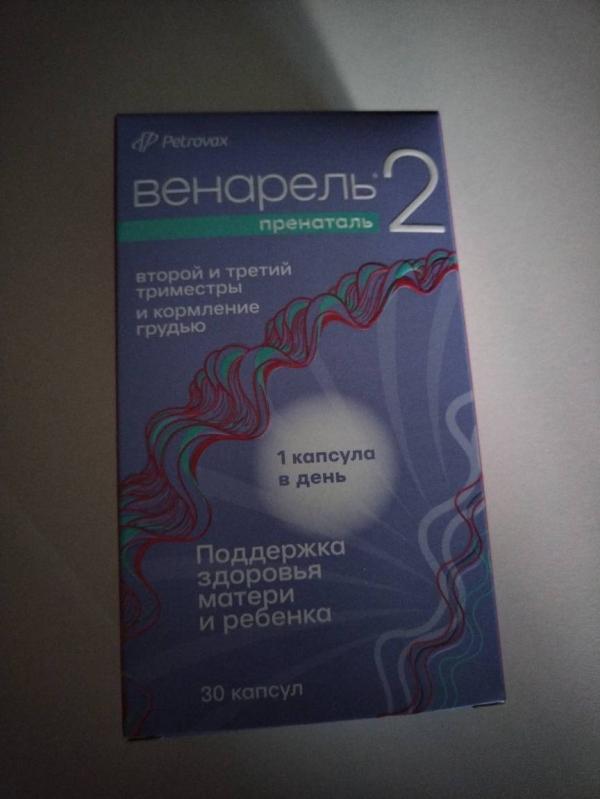 Petrovax
венарель® 2
пренаталь
второй и третий
триместры
и кормление
грудью
1 капсула
в день
Поддержка
здоровья
матери
и ребенка
30 капсул